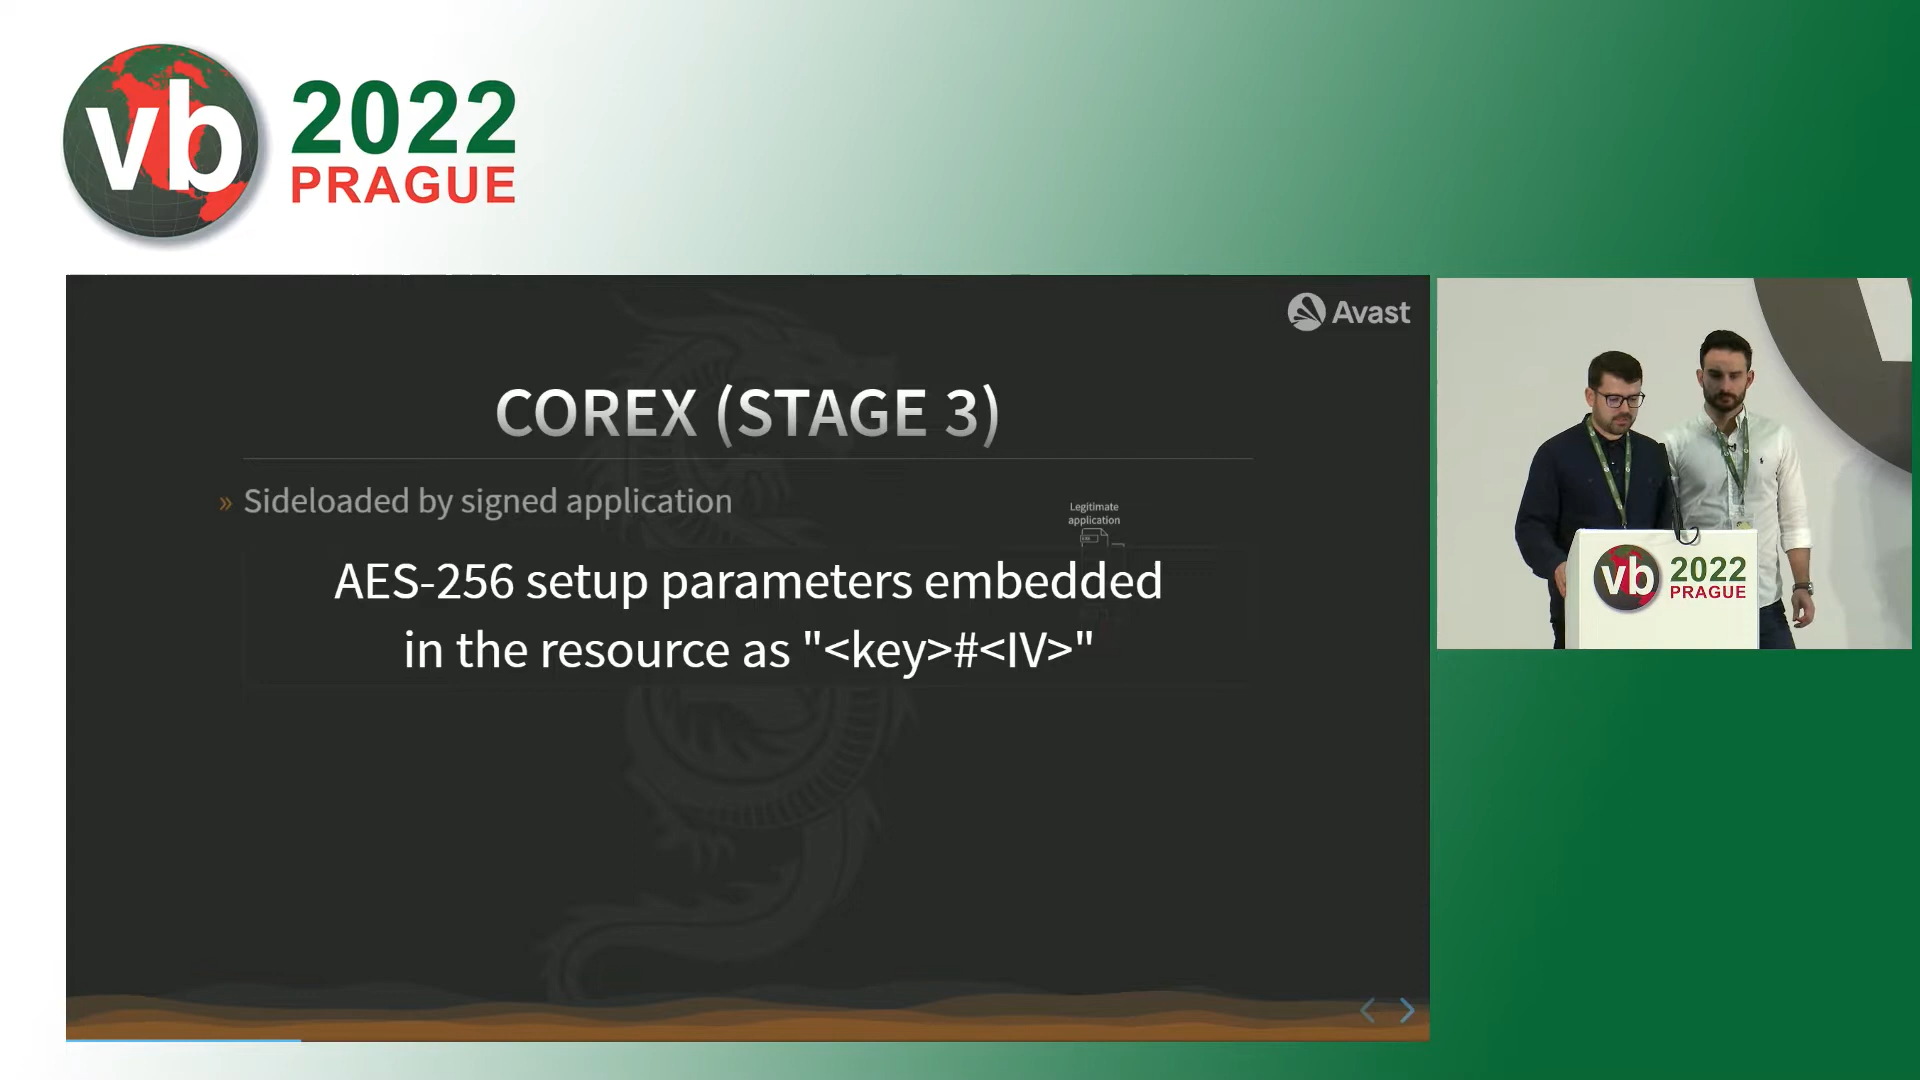 vb
2022
PRAGUE
Avast
COREX (STAGE 3)
» Sideloaded by signed application
Legitimate
application
AES-256 setup parameters embedded
in the resource as "<key>#<IV>"
vb
2022
PRAGUE